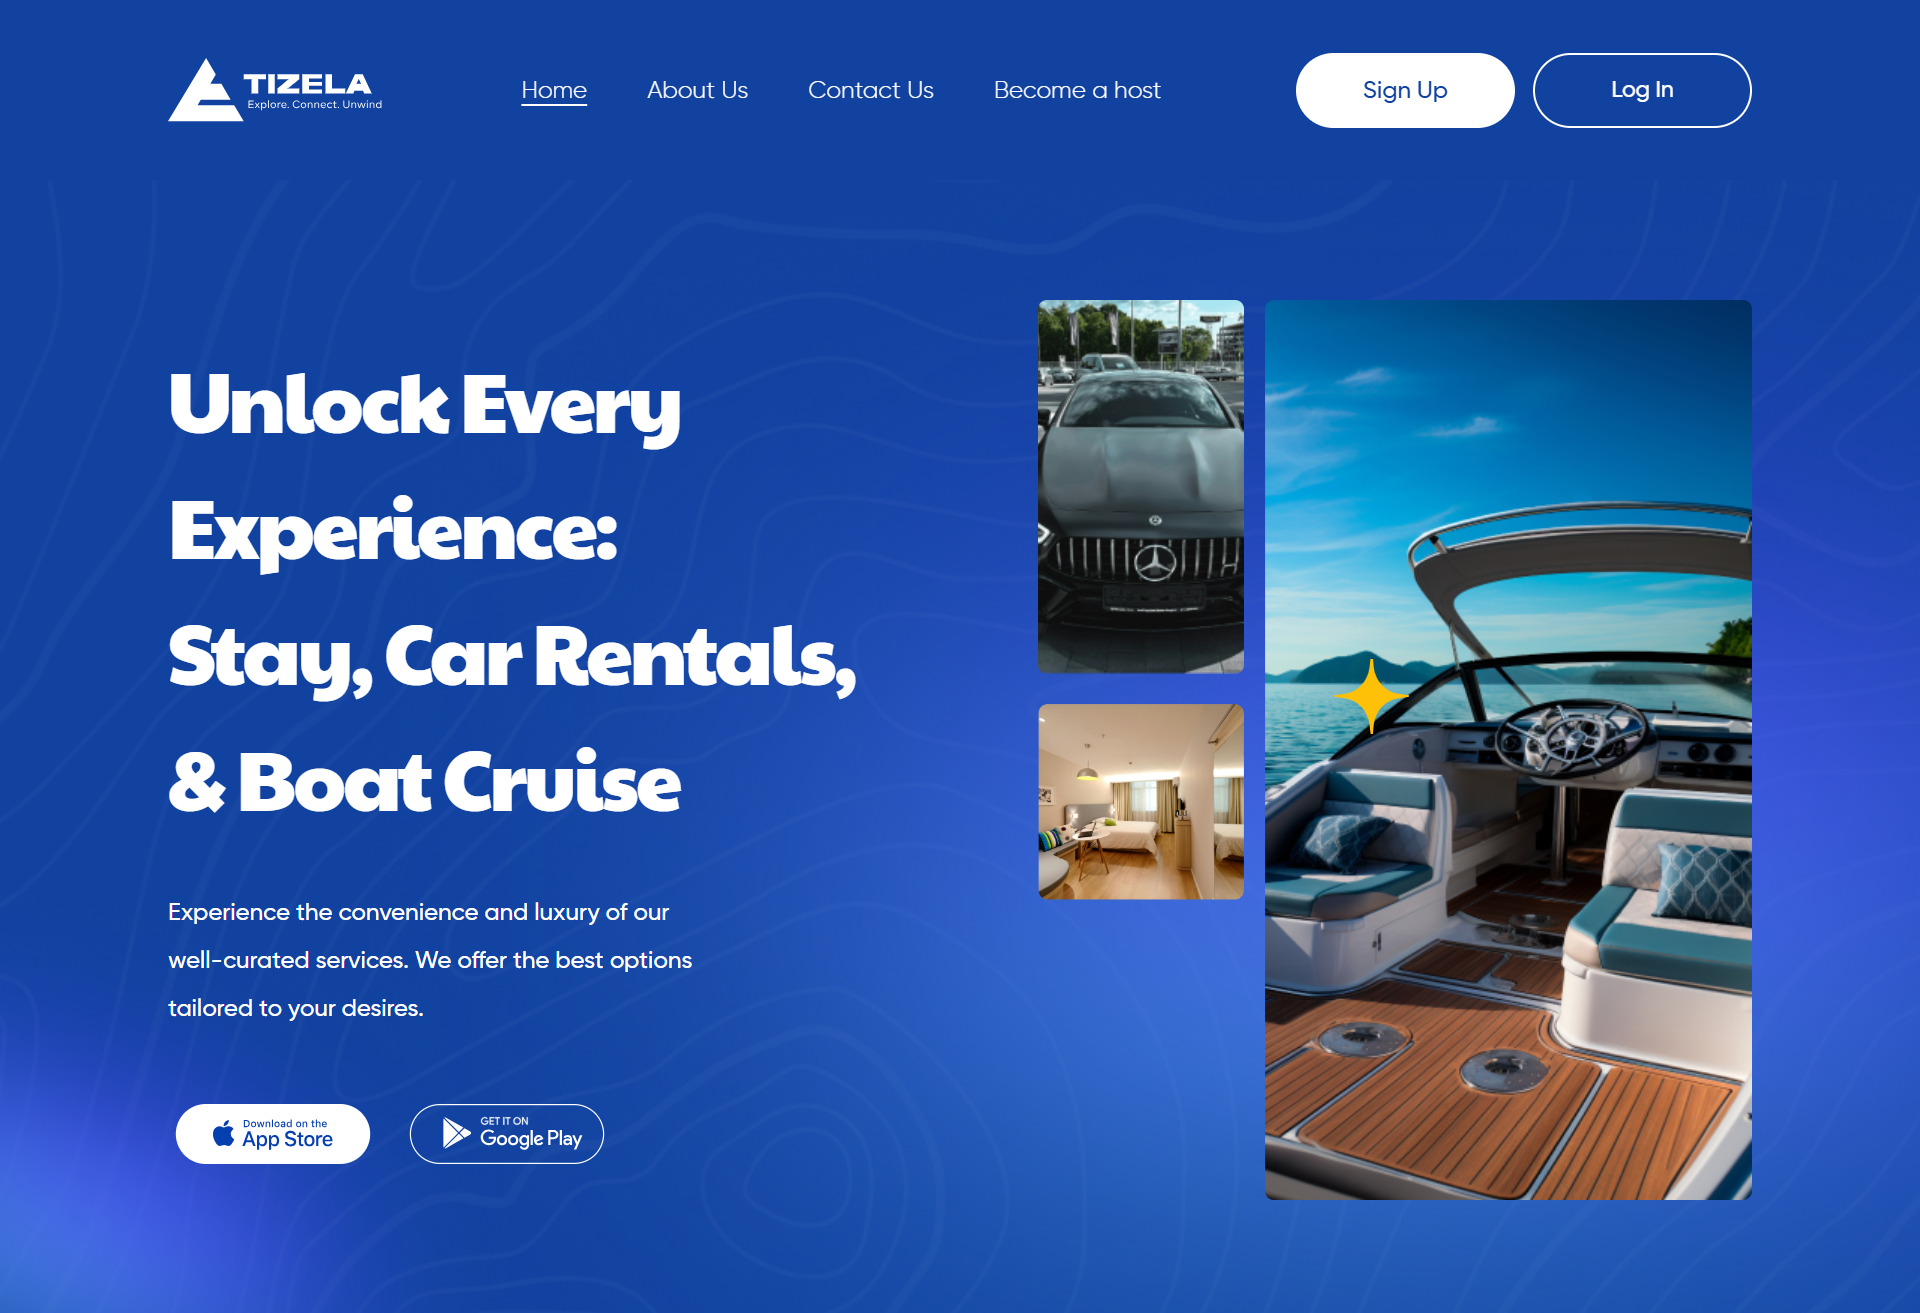 TIZELA
Explore. Connect. Unwind
Home
About Us
Contact Us
Become a host
Sign Up
Log In
Unlock Every
Experience:
Stay, Car Rentals,
& Boat Cruise
Experience the convenience and luxury of our
well-curated services. We offer the best options
tailored to your desires.
Download on the
App Store
GET IT ON
Google Play